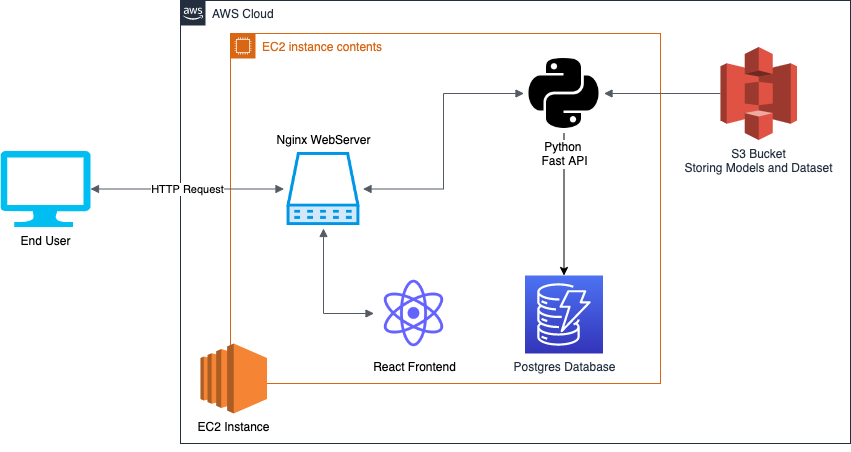 aws
AWS Cloud
EC2 instance contents
Nginx WebServer
Python
Fast API
S3 Bucket
Storing Models and Dataset
HTTP Request
End User
React Frontend
Postgres Database
EC2 Instance